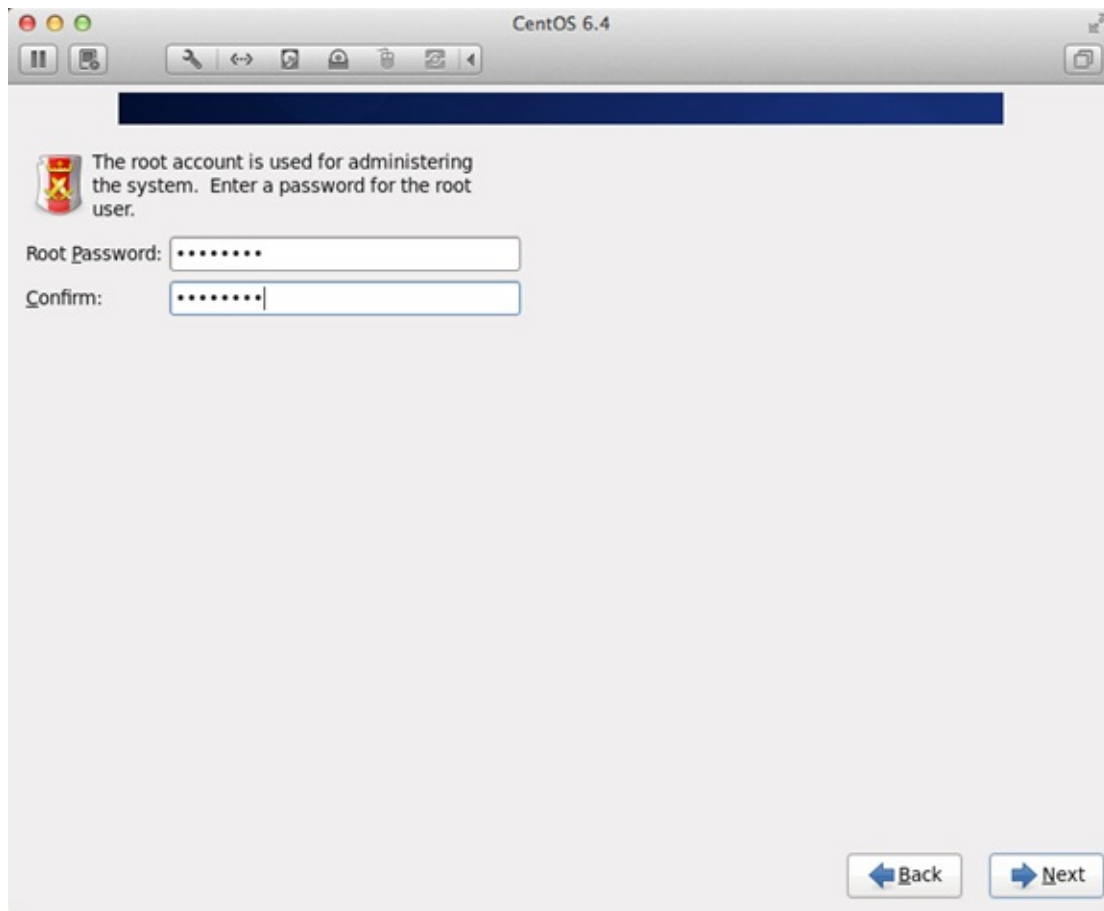 CentOS 6.4
The root account is used for administering
the system.  Enter a password for the root
user.
Root Password: ••••••••
Confirm: ••••••••
Back
Next